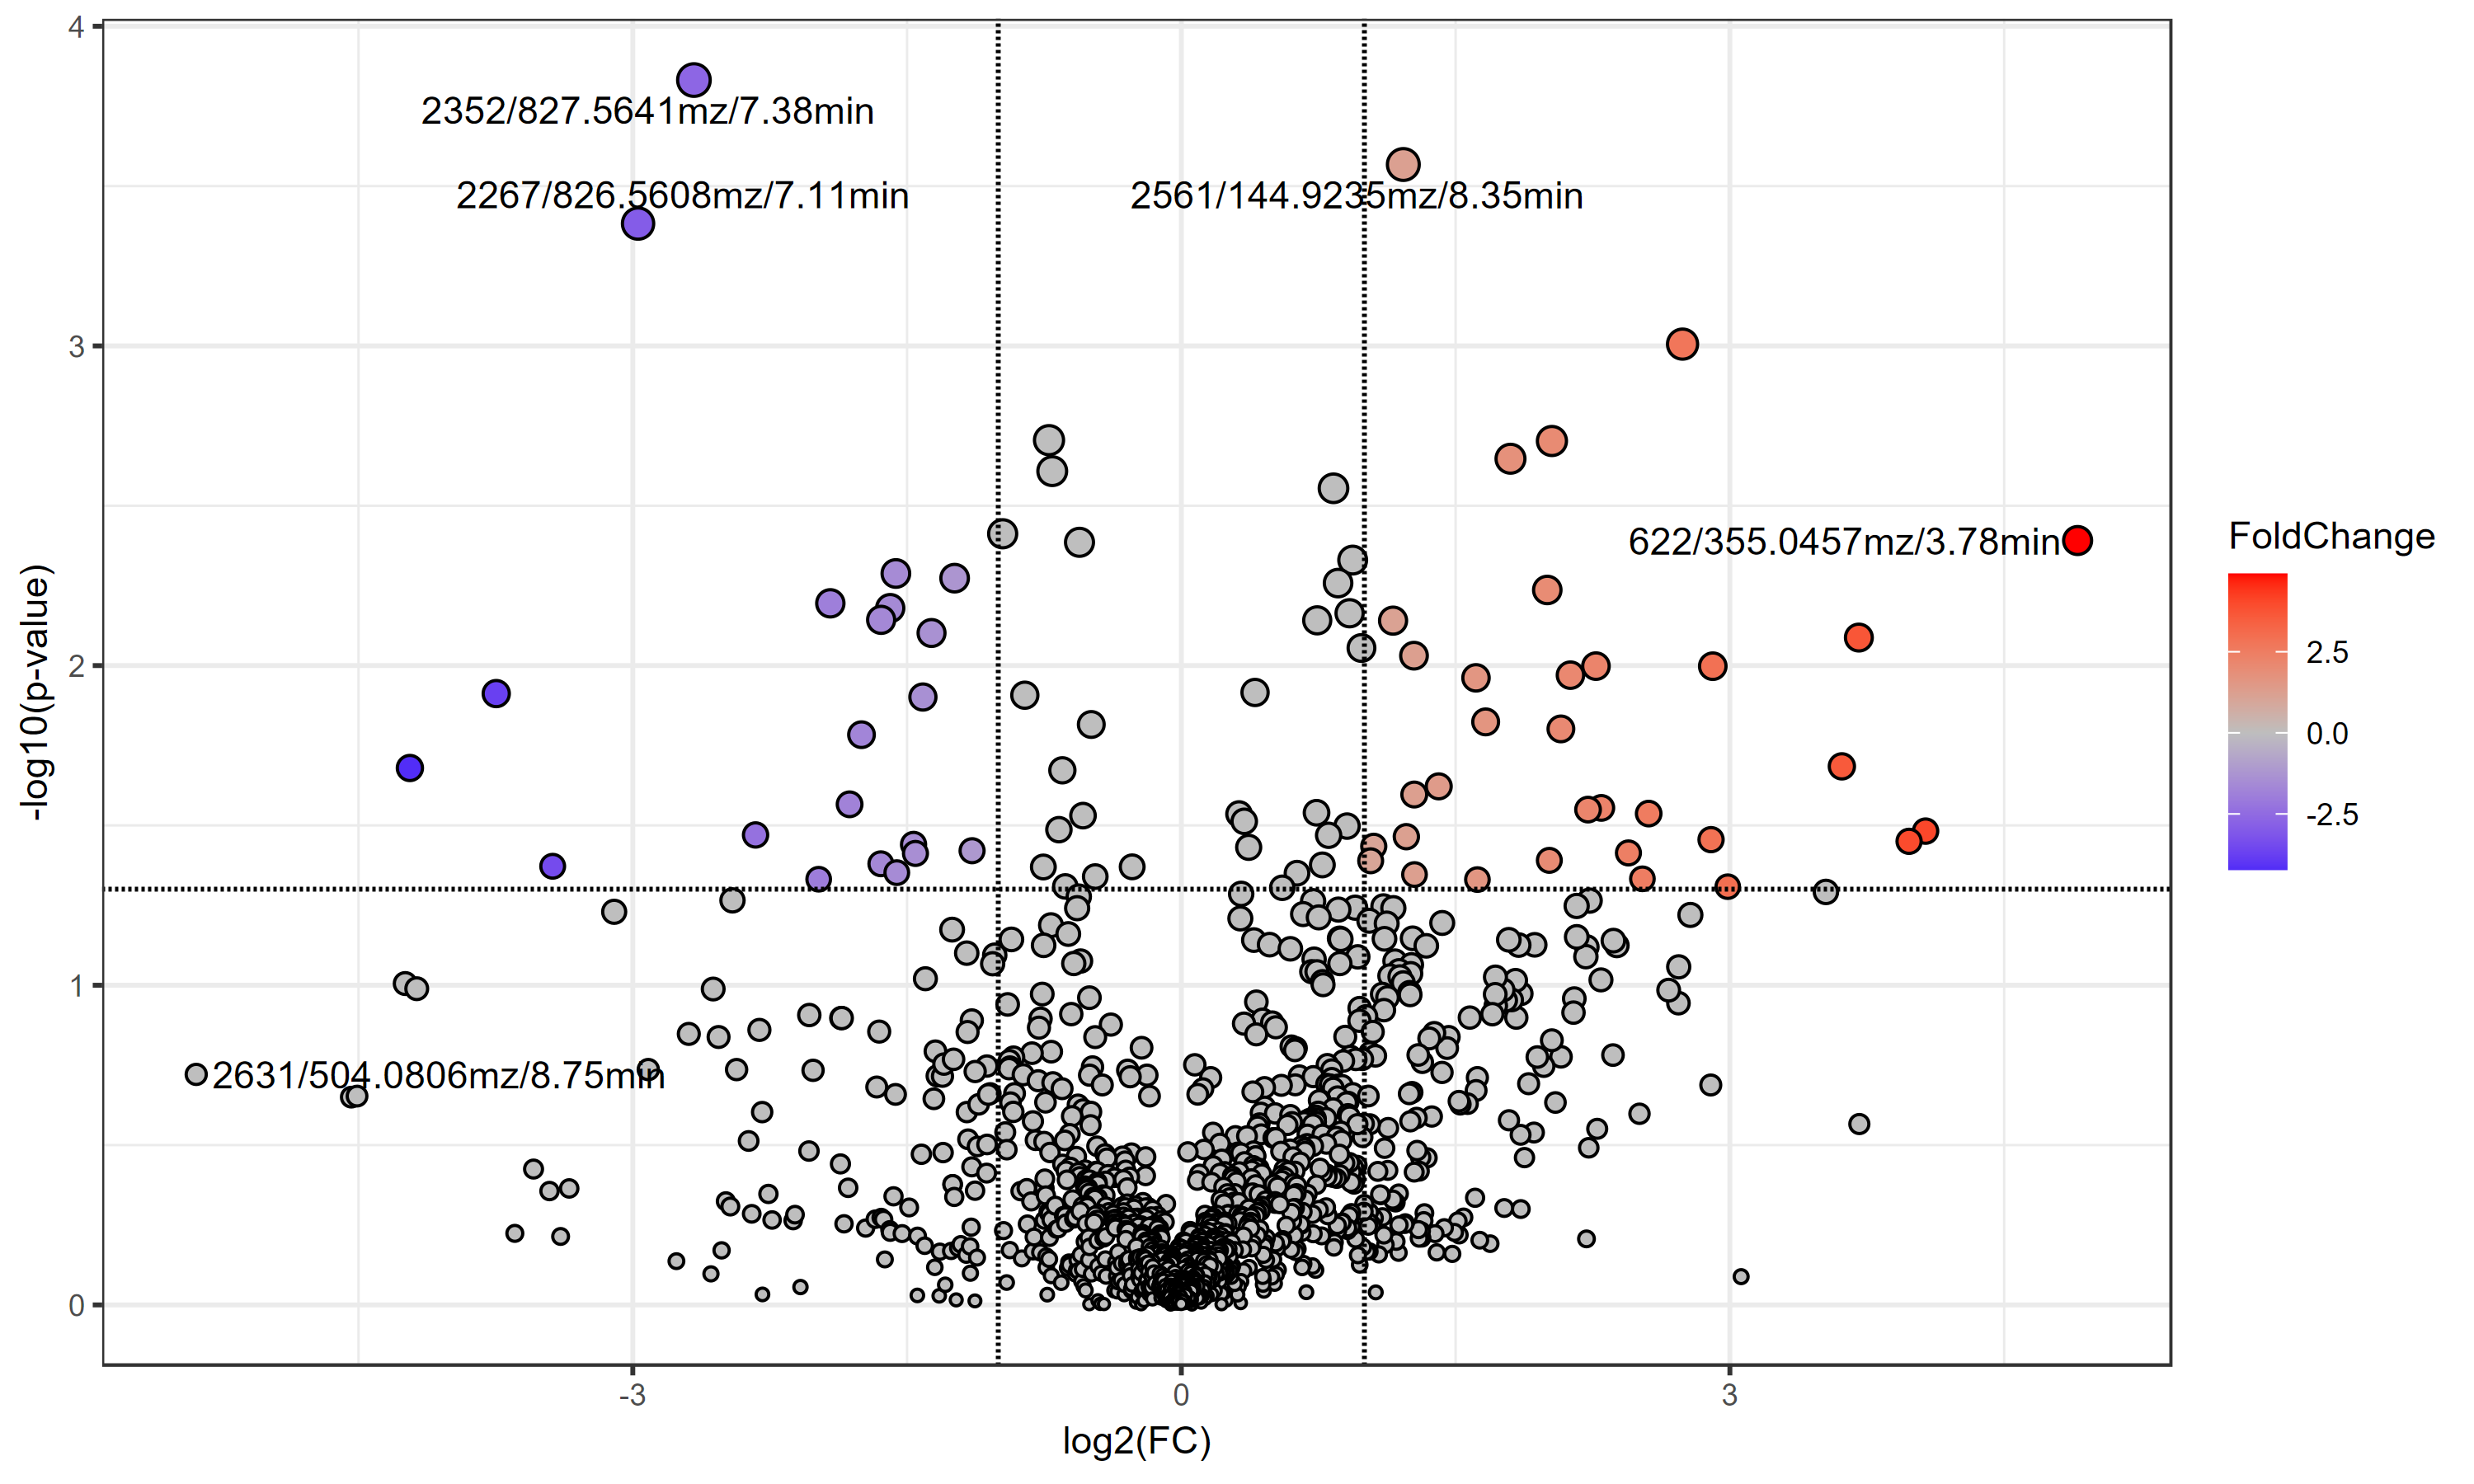 4
2352/827.5641mz/7.38min
2267/826.5608mz/7.11min
2561/144.9235mz/8.35min
3
622/355.0457mz/3.78min
FoldChange
2.5
0.0
-2.5
2
-log10(p-value)
1
2631/504.0806mz/8.75min
0
-3
0
3
log2(FC)